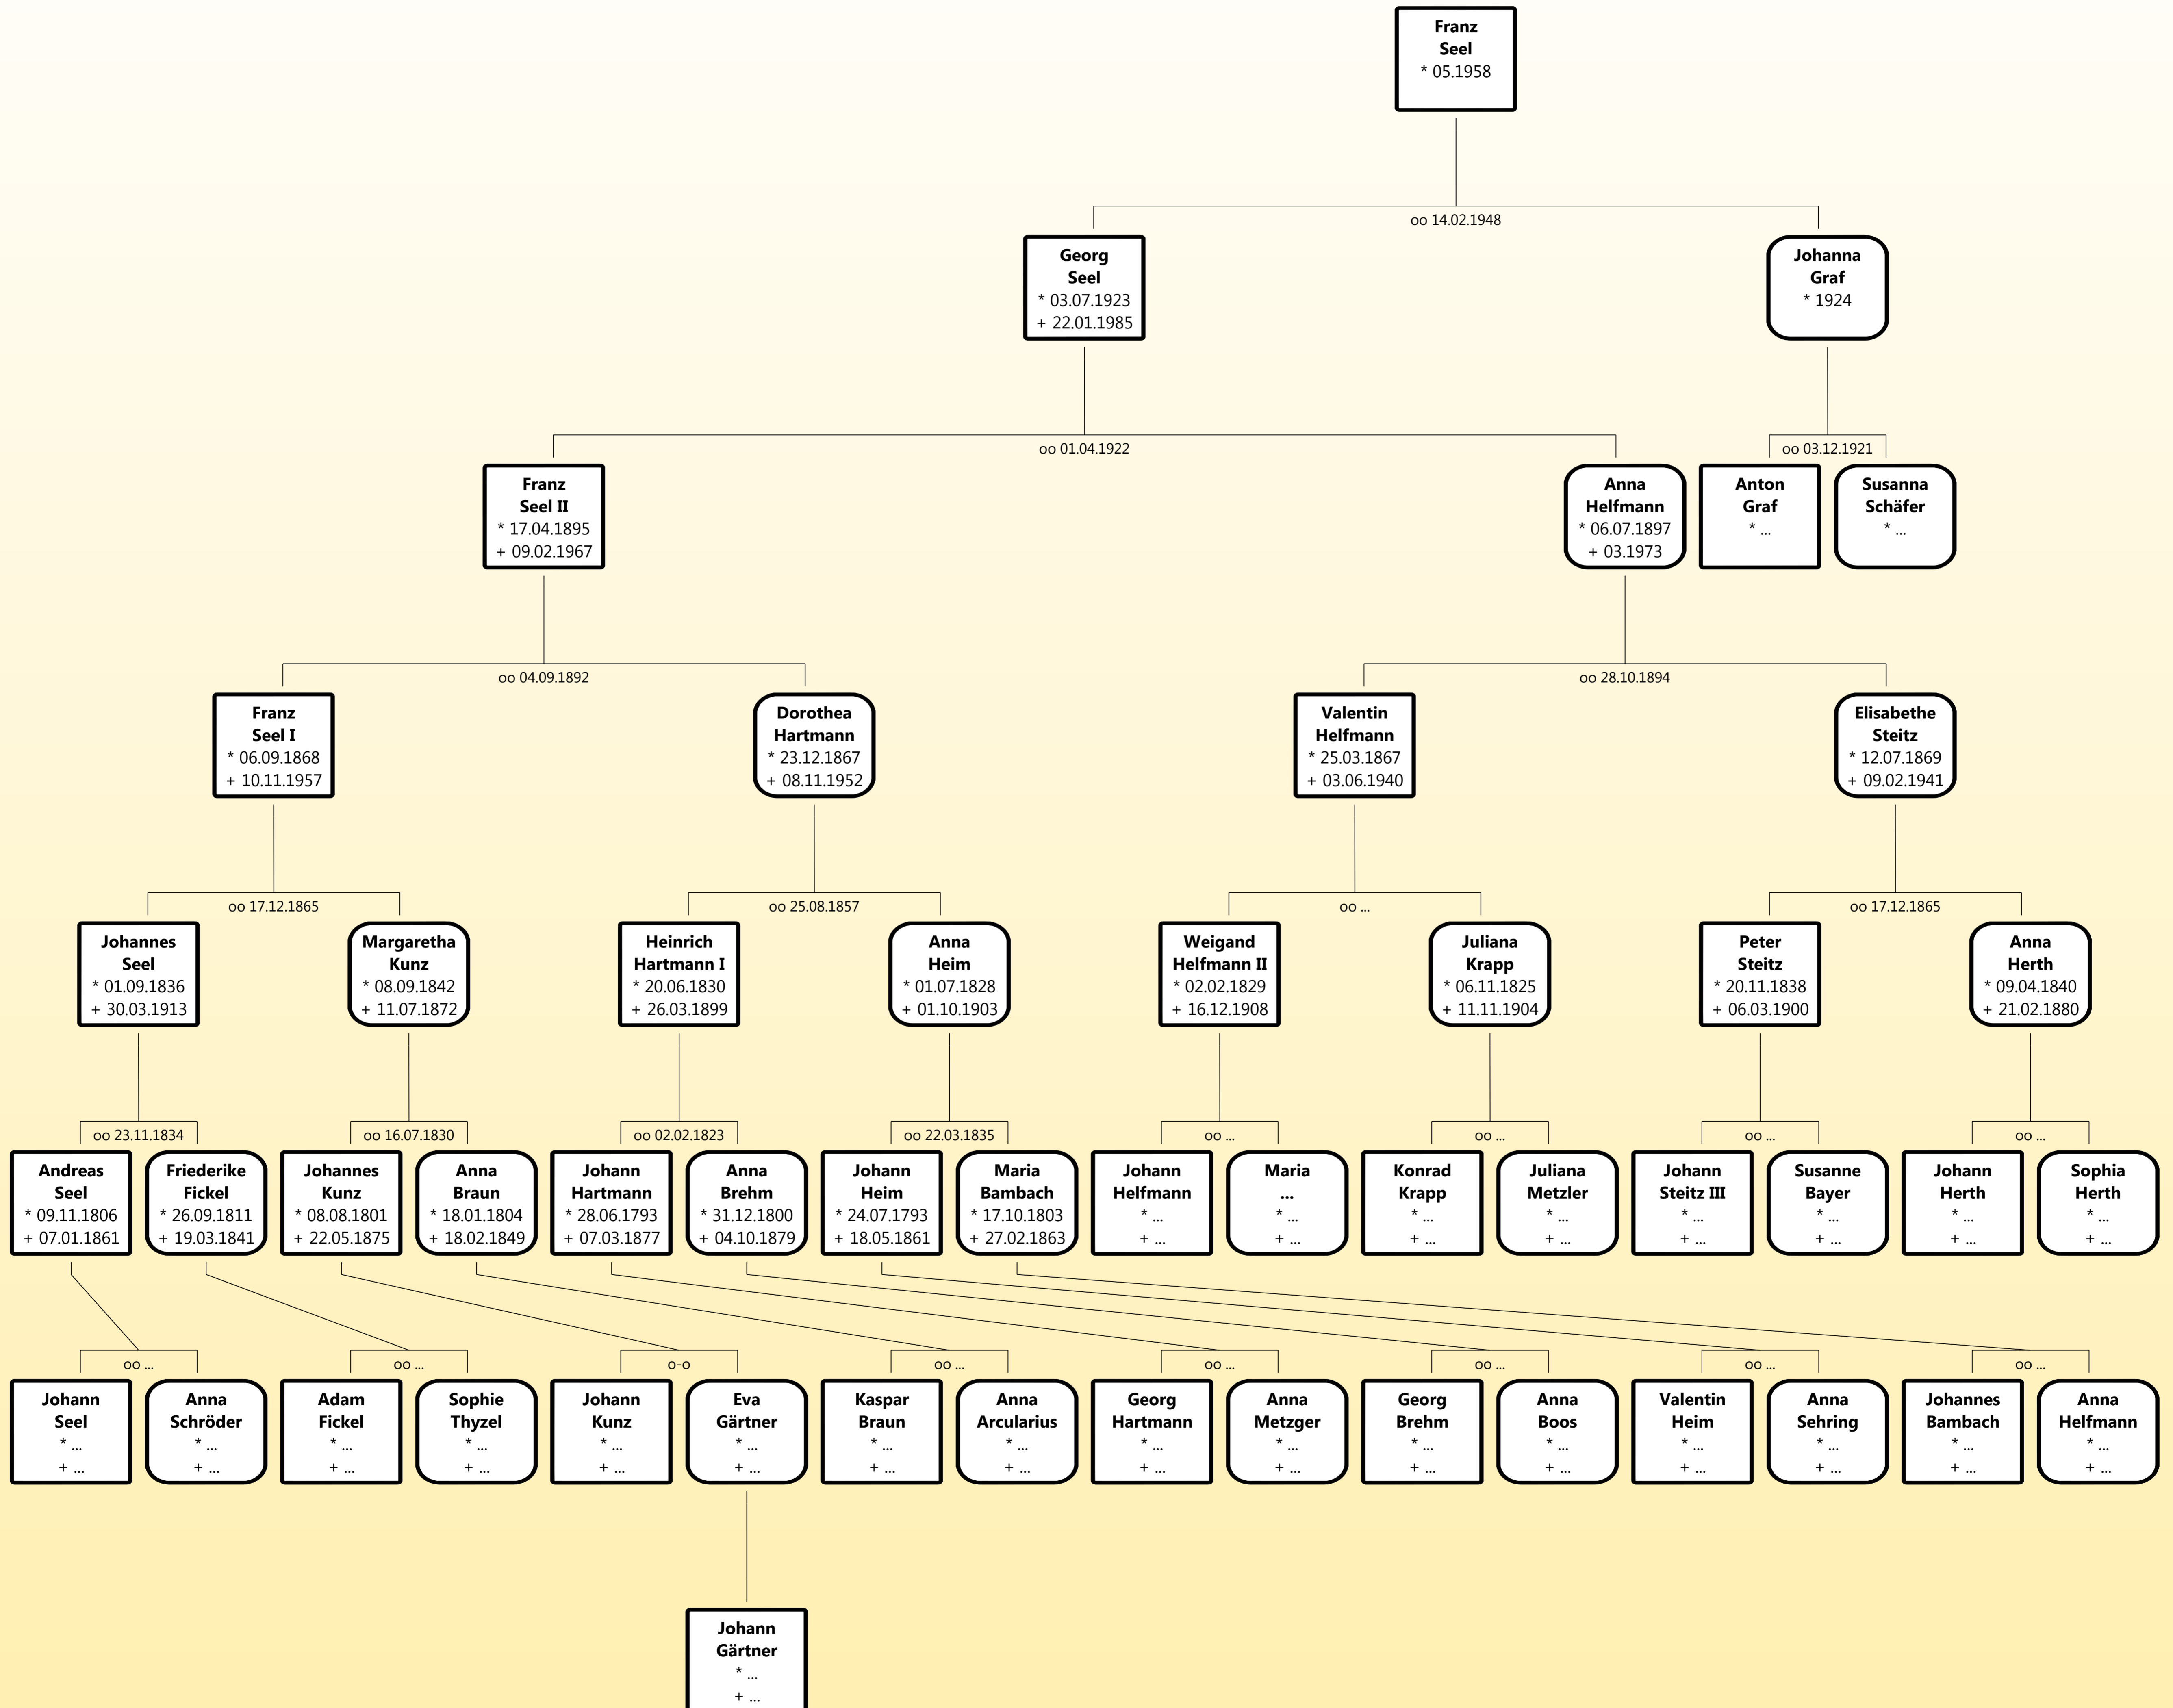 Franz
Seel
* 05.1958
oo 14.02.1948
Georg
Seel
* 03.07.1923
+ 22.01.1985
Johanna
Graf
* 1924
oo 01.04.1922
oo 03.12.1921
Franz
Seel II
* 17.04.1895
+ 09.02.1967
Anna
Helfmann
* 06.07.1897
+ 03.1973
Anton
Graf
* ...
Susanna
Schäfer
* ...
oo 04.09.1892
oo 28.10.1894
Franz
Seel I
* 06.09.1868
+ 10.11.1957
Dorothea
Hartmann
* 23.12.1867
+ 08.11.1952
Valentin
Helfmann
* 25.03.1867
+ 03.06.1940
Elisabethe
Steitz
* 12.07.1869
+ 09.02.1941
oo 17.12.1865
oo 25.08.1857
oo ...
oo 17.12.1865
Johannes
Seel
* 01.09.1836
+ 30.03.1913
Margaretha
Kunz
* 08.09.1842
+ 11.07.1872
Heinrich
Hartmann I
* 20.06.1830
+ 26.03.1899
Anna
Heim
* 01.07.1828
+ 01.10.1903
Weigand
Helfmann II
* 02.02.1829
+ 16.12.1908
Juliana
Krapp
* 06.11.1825
+ 11.11.1904
Peter
Steitz
* 20.11.1838
+ 06.03.1900
Anna
Herth
* 09.04.1840
+ 21.02.1880
oo 23.11.1834
oo 16.07.1830
oo 02.02.1823
oo 22.03.1835
oo ...
oo ...
oo ...
oo ...
Andreas
Seel
* 09.11.1806
+ 07.01.1861
Friederike
Fickel
* 26.09.1811
+ 19.03.1841
Johannes
Kunz
* 08.08.1801
+ 22.05.1875
Anna
Braun
* 18.01.1804
+ 18.02.1849
Johann
Hartmann
* 28.06.1793
+ 07.03.1877
Anna
Brehm
* 31.12.1800
+ 04.10.1879
Johann
Heim
* 24.07.1793
+ 18.05.1861
Maria
Bambach
* 17.10.1803
+ 27.02.1863
Johann
Helfmann
* ...
+ ...
Maria
...
* ...
+ ...
Konrad
Krapp
* ...
+ ...
Juliana
Metzler
* ...
+ ...
Johann
Steitz III
* ...
+ ...
Susanne
Bayer
* ...
+ ...
Johann
Herth
* ...
+ ...
Sophia
Herth
* ...
+ ...
oo ...
oo ...
o-o
oo ...
oo ...
oo ...
oo ...
oo ...
Johann
Seel
* ...
+ ...
Anna
Schröder
* ...
+ ...
Adam
Fickel
* ...
+ ...
Sophie
Thyzel
* ...
+ ...
Johann
Kunz
* ...
+ ...
Eva
Gärtner
* ...
+ ...
Kaspar
Braun
* ...
+ ...
Anna
Arcularius
* ...
+ ...
Georg
Hartmann
* ...
+ ...
Anna
Metzger
* ...
+ ...
Georg
Brehm
* ...
+ ...
Anna
Boos
* ...
+ ...
Valentin
Heim
* ...
+ ...
Anna
Sehring
* ...
+ ...
Johannes
Bambach
* ...
+ ...
Anna
Helfmann
* ...
+ ...
Johann
Gärtner
* ...
+ ...